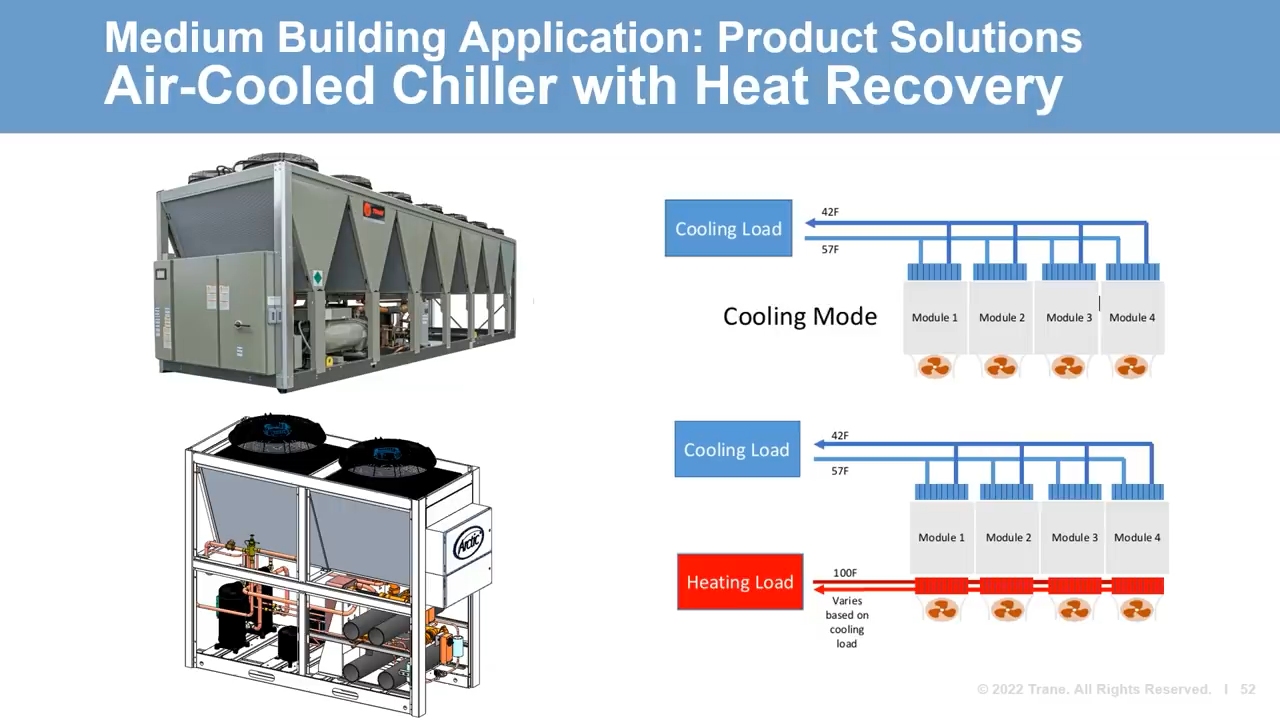 Medium Building Application: Product Solutions
Air-Cooled Chiller with Heat Recovery
TRANE
Arctic
Cooling Load
42F
57F
Cooling Mode
Module 1
Module 2
Module 3
Module 4
Cooling Load
42F
57F
Module 1
Module 2
Module 3
Module 4
Heating Load
100F
Varies
based on
cooling
load
© 2022 Trane. All Rights Reserved. I 52